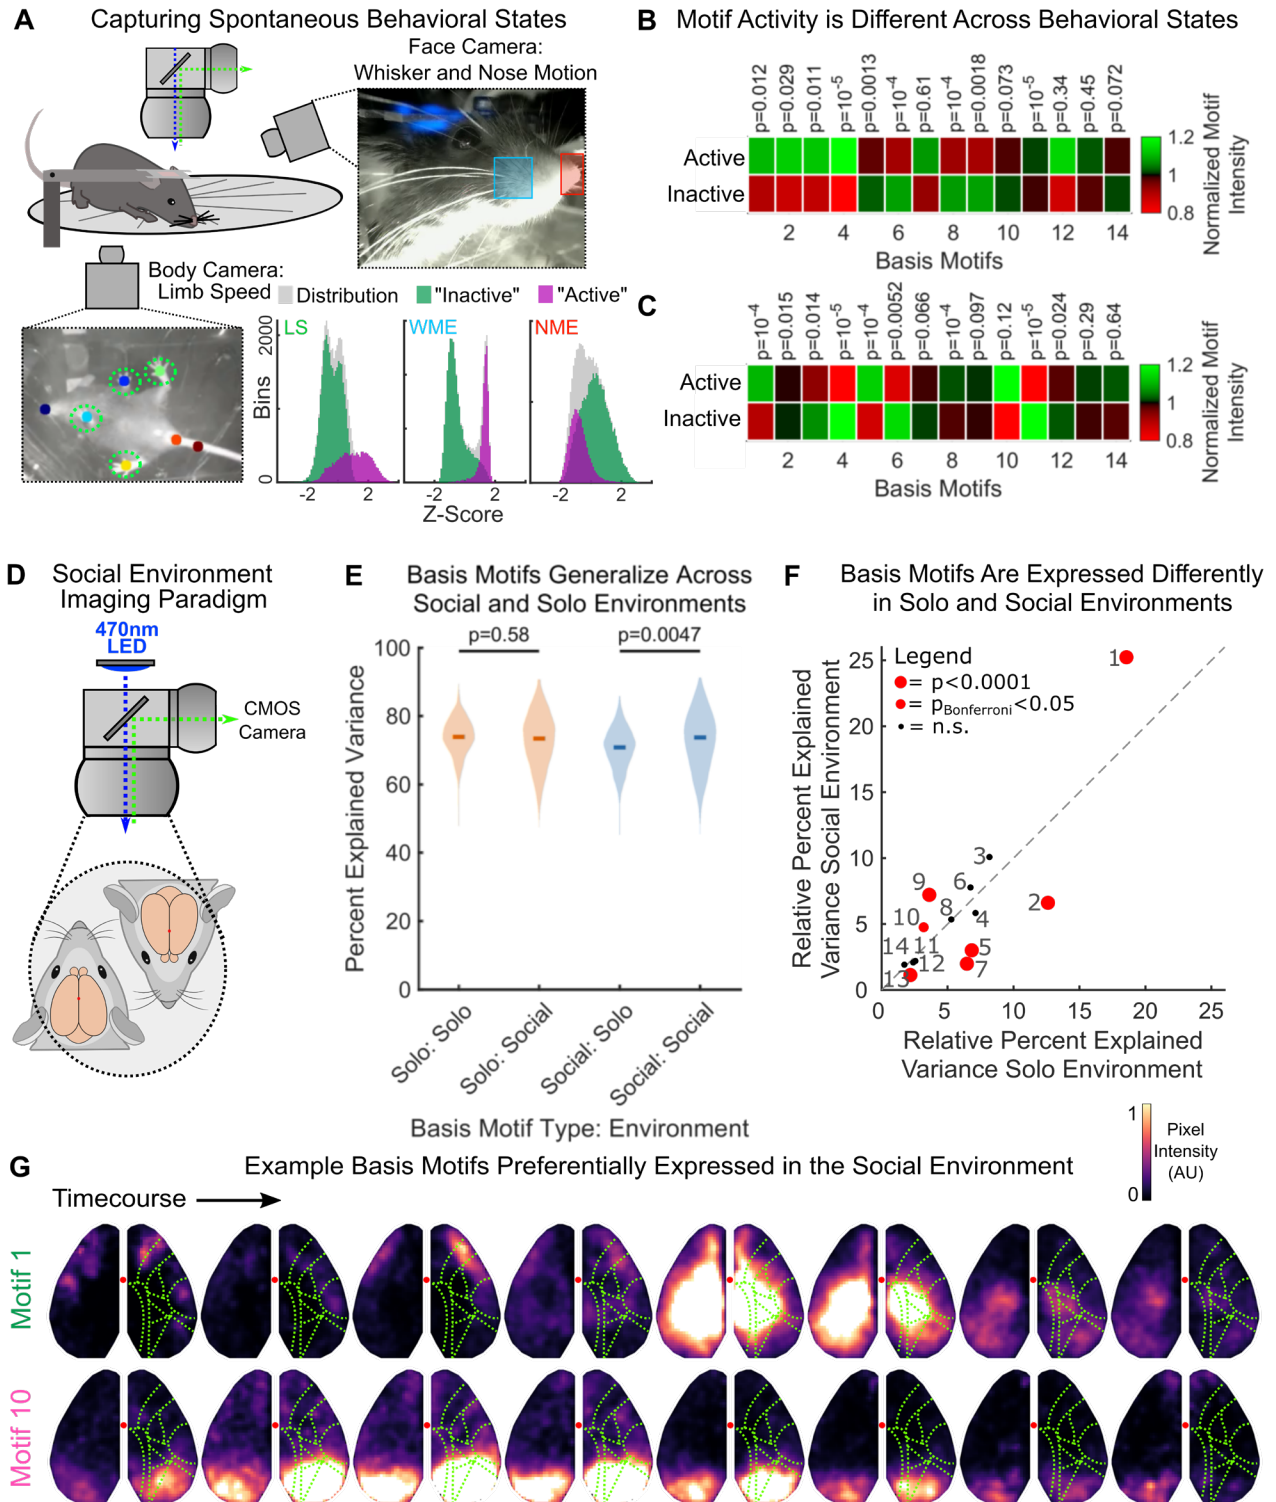 A
Capturing Spontaneous Behavioral States
Face Camera:
Whisker and Nose Motion
Body Camera:
Limb Speed
Distribution
"Inactive"
"Active"
LS
WME
NME
Bins
2000
0
-2
2
-2
2
-2
2
Z-Score
B
Motif Activity is Different Across Behavioral States
p=0.012
p=0.029
p=0.011
p=10⁻⁵
p=0.0013
p=10⁻⁴
p=0.61
p=10⁻⁴
p=0.0018
p=0.073
p=10⁻⁵
p=0.34
p=0.45
p=0.072
Active
Inactive
2 4 6 8 10 12 14
Basis Motifs
1.2
1
0.8
Normalized Motif
Intensity
C
p=10⁻⁴
p=0.015
p=0.014
p=10⁻⁵
p=10⁻⁴
p=0.0052
p=0.066
p=10⁻⁴
p=0.097
p=0.12
p=10⁻⁵
p=0.024
p=0.29
p=0.64
Active
Inactive
2 4 6 8 10 12 14
Basis Motifs
1.2
1
0.8
Normalized Motif
Intensity
D
Social Environment
Imaging Paradigm
470nm
LED
CMOS
Camera
E
Basis Motifs Generalize Across
Social and Solo Environments
p=0.58
p=0.0047
Percent Explained Variance
100
80
60
40
20
0
Solo: Solo
Solo: Social
Social: Solo
Social: Social
Basis Motif Type: Environment
F
Basis Motifs Are Expressed Differently
in Solo and Social Environments
Legend
= p<0.0001
= pBonferroni<0.05
= n.s.
Relative Percent Explained
Variance Social Environment
25
20
15
10
5
0
1
3
6
9
2
8
4
10
5
14
11
12
7
13
0 5 10 15 20 25
Relative Percent Explained
Variance Solo Environment
G
Example Basis Motifs Preferentially Expressed in the Social Environment
1
0
Pixel
Intensity
(AU)
Timecourse
Motif 1
Motif 10